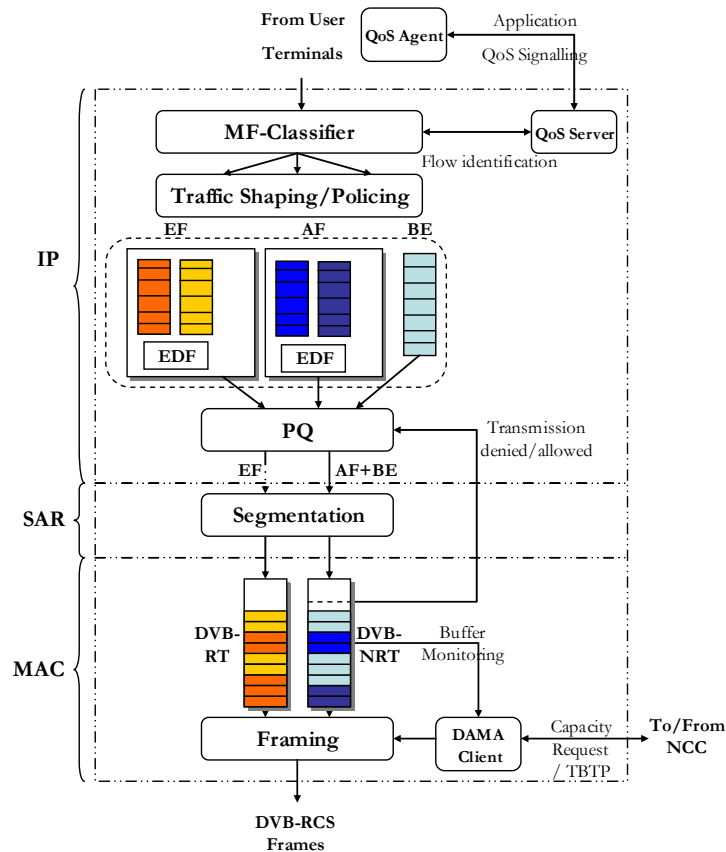 From User
Terminals
QoS Agent
Application
QoS Signalling
MF-Classifier
QoS Server
Flow identification
Traffic Shaping/Policing
EF
AF
BE
IP
EDF
EDF
PQ
Transmission
denied/allowed
EF
AF+BE
SAR
Segmentation
DVB-
RT
DVB-
NRT
Buffer
Monitoring
MAC
Framing
DAMA
Client
Capacity
Request
/ TBTP
To/From
NCC
DVB-RCS
Frames